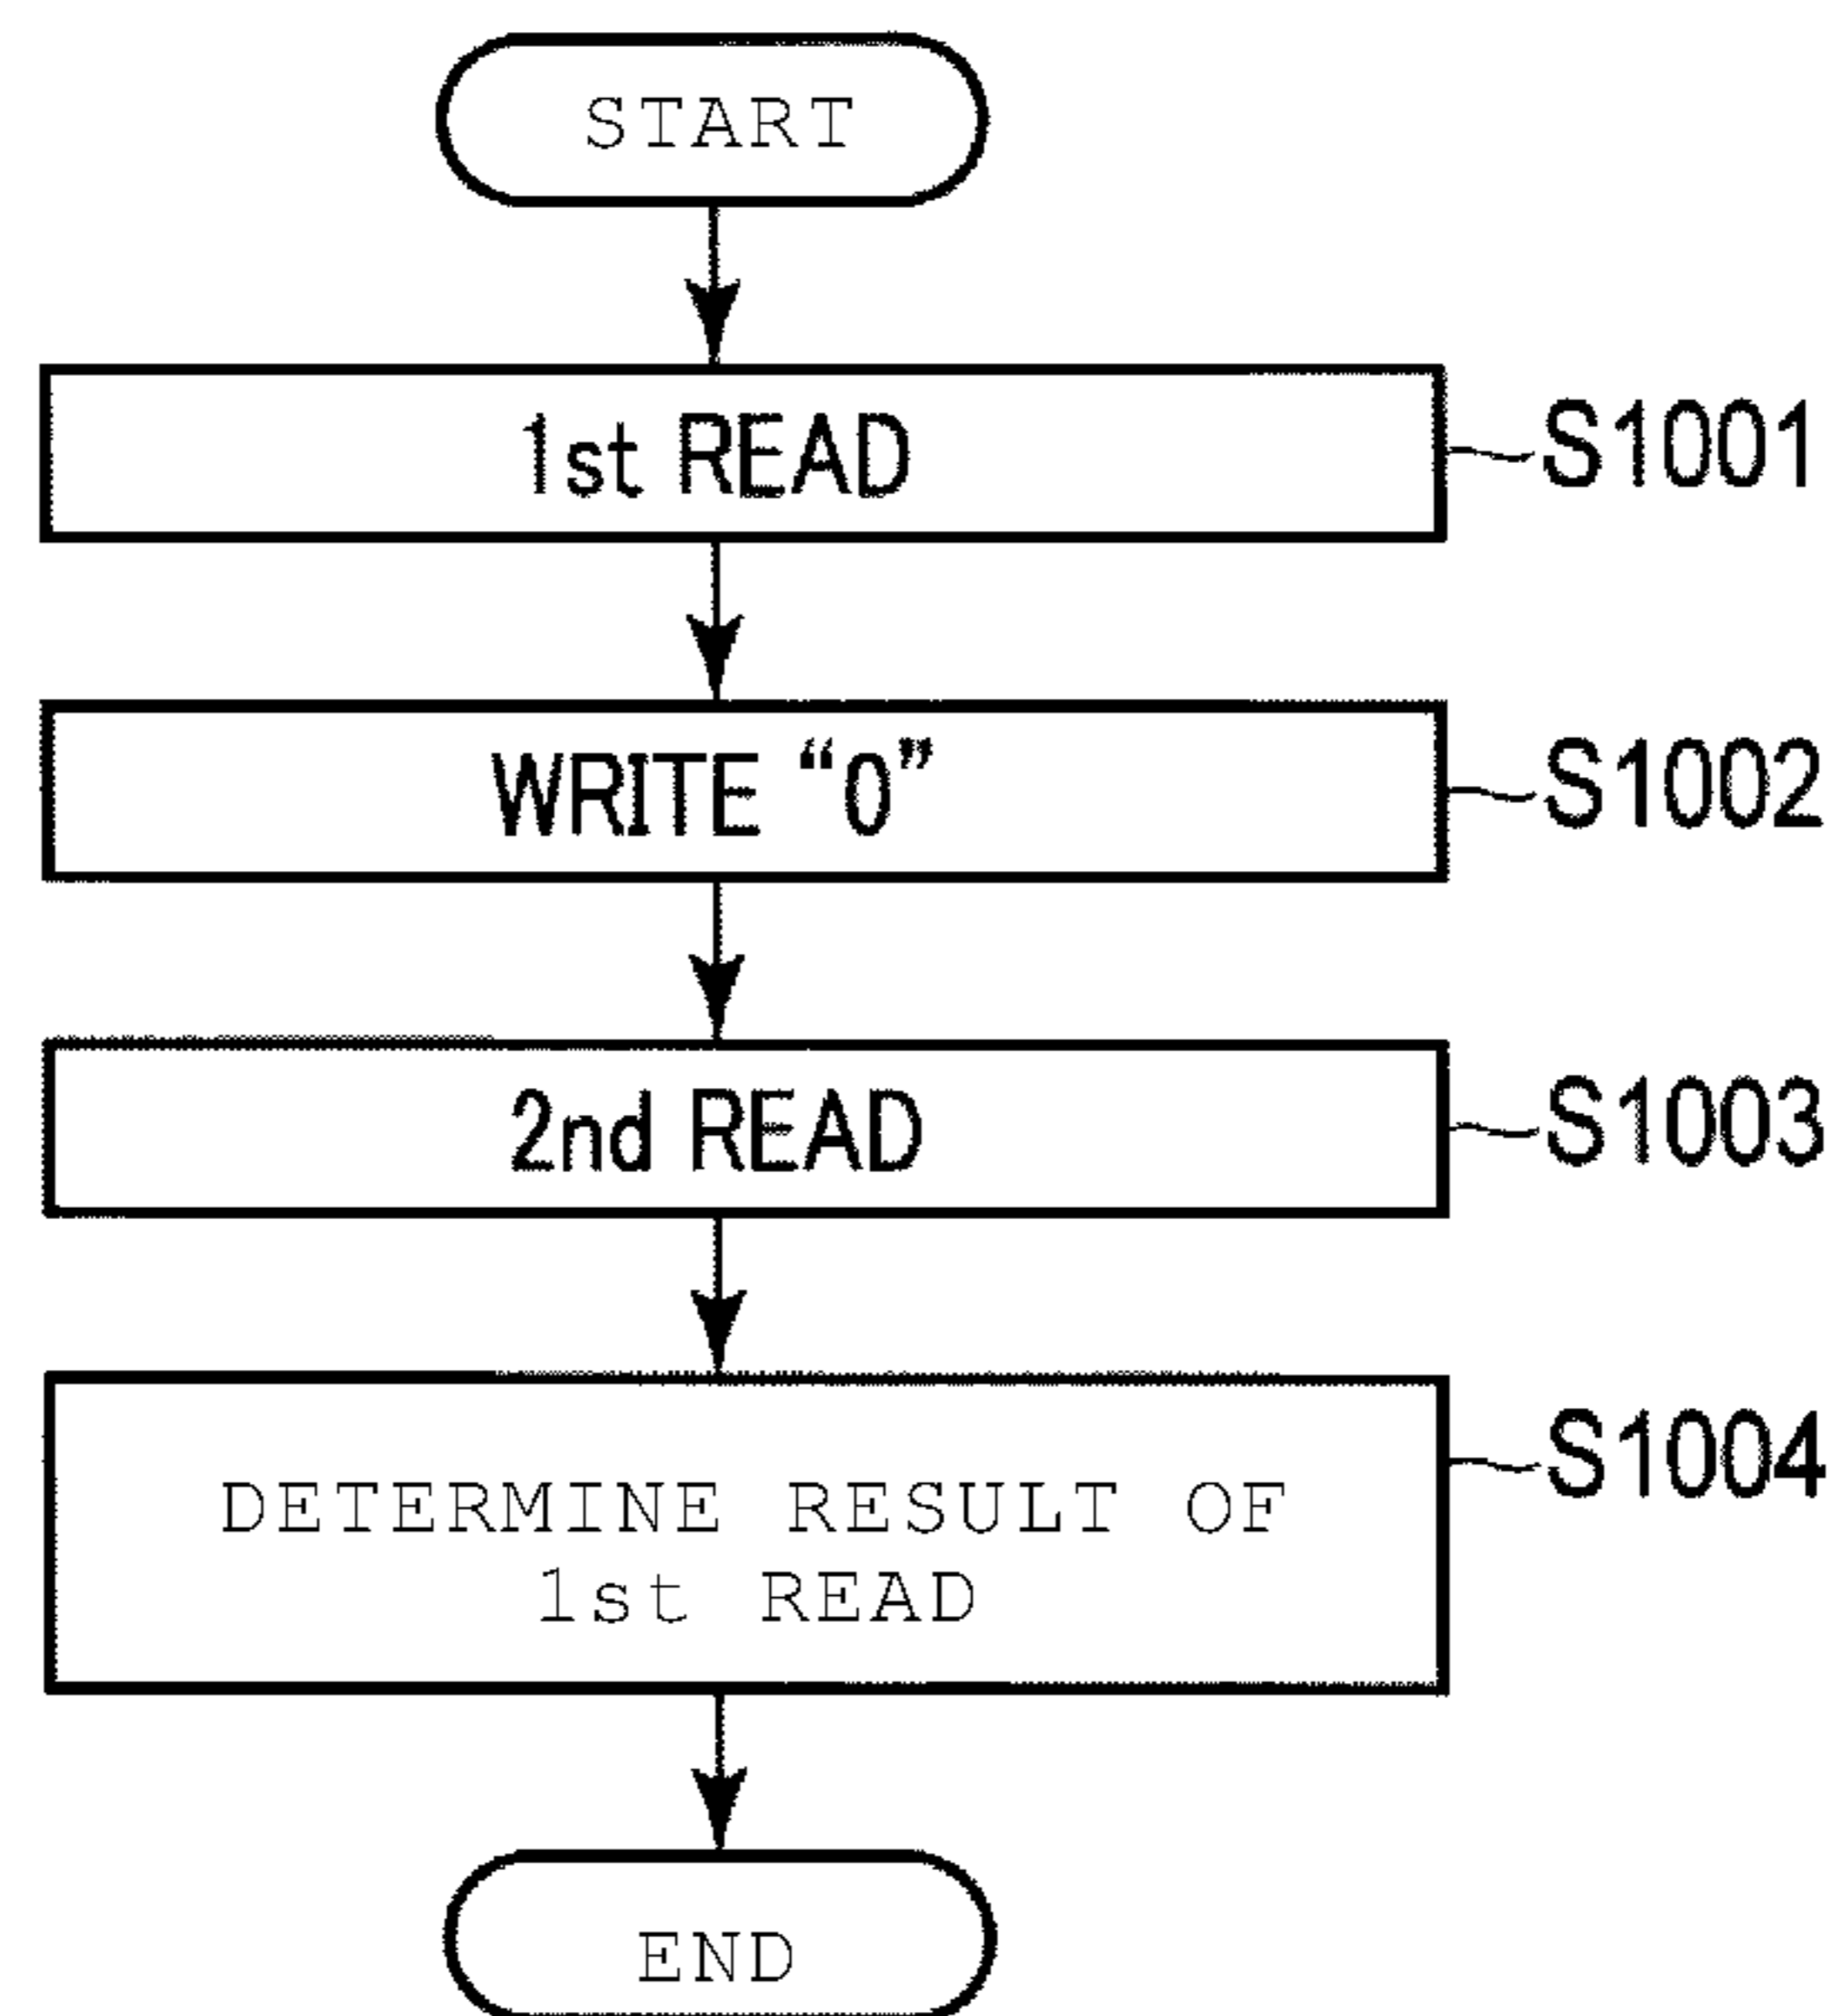 START
1st READ
S1001
WRITE “0”
S1002
2nd READ
S1003
DETERMINE RESULT OF
1st READ
S1004
END